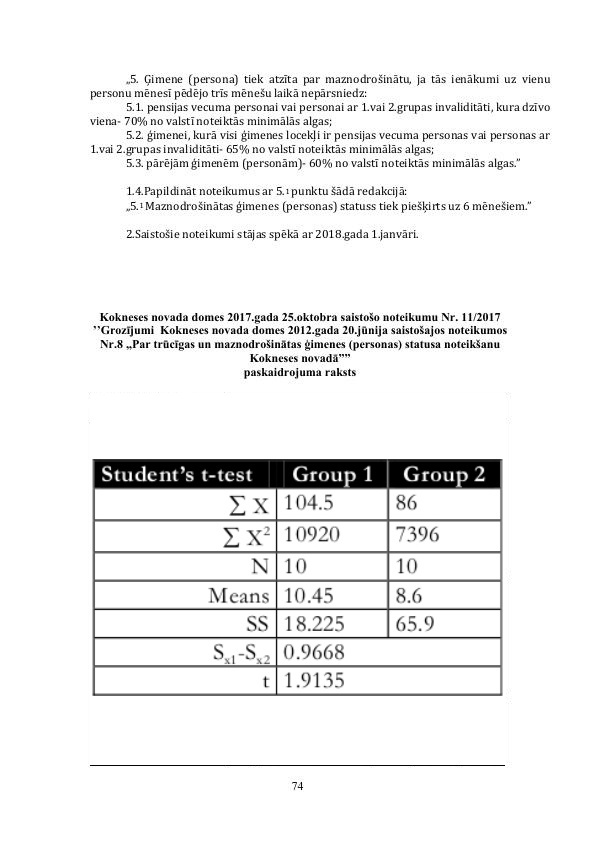 „5. Ģimene (persona) tiek atzīta par maznodrošinātu, ja tās ienākumi uz vienu
personu mēnesī pēdējo trīs mēnešu laikā nepārsniedz:
5.1. pensijas vecuma personai vai personai ar 1.vai 2.grupas invaliditāti, kura dzīvo
viena- 70% no valstī noteiktās minimālās algas;
5.2. ģimenei, kurā visi ģimenes locekļi ir pensijas vecuma personas vai personas ar
1.vai 2.grupas invaliditāti- 65% no valstī noteiktās minimālās algas;
5.3. pārējām ģimenēm (personām)- 60% no valstī noteiktās minimālās algas.”
1.4.Papildināt noteikumus ar 5.¹ punktu šādā redakcijā:
„5.¹ Maznodrošinātas ģimenes (personas) statuss tiek piešķirts uz 6 mēnešiem.”
2.Saistošie noteikumi stājas spēkā ar 2018.gada 1.janvāri.
Kokneses novada domes 2017.gada 25.oktobra saistošo noteikumu Nr. 11/2017
’’Grozījumi Kokneses novada domes 2012.gada 20.jūnija saistošajos noteikumos
Nr.8 „Par trūcīgas un maznodrošinātas ģimenes (personas) statusa noteikšanu
Kokneses novadā””
paskaidrojuma raksts
Student's t-test Group 1 Group 2
∑ X 104.5 86
∑ X² 10920 7396
N 10 10
Means 10.45 8.6
SS 18.225 65.9
Sx1-Sx2 0.9668
t 1.9135
74